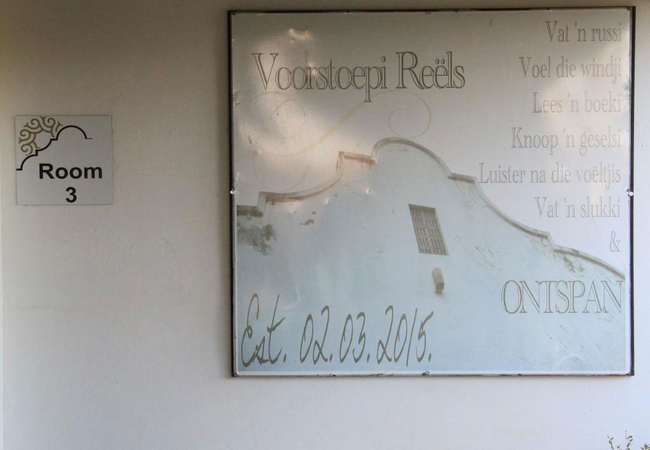 Room
3
Voorstoepi Reëls
Vat 'n russi
Voel die windji
Lees 'n boeki
Knoop 'n geselsi
Luister na die voëltjis
Vat 'n slukki
&
ONTSPAN
Est. 02.03.2015.